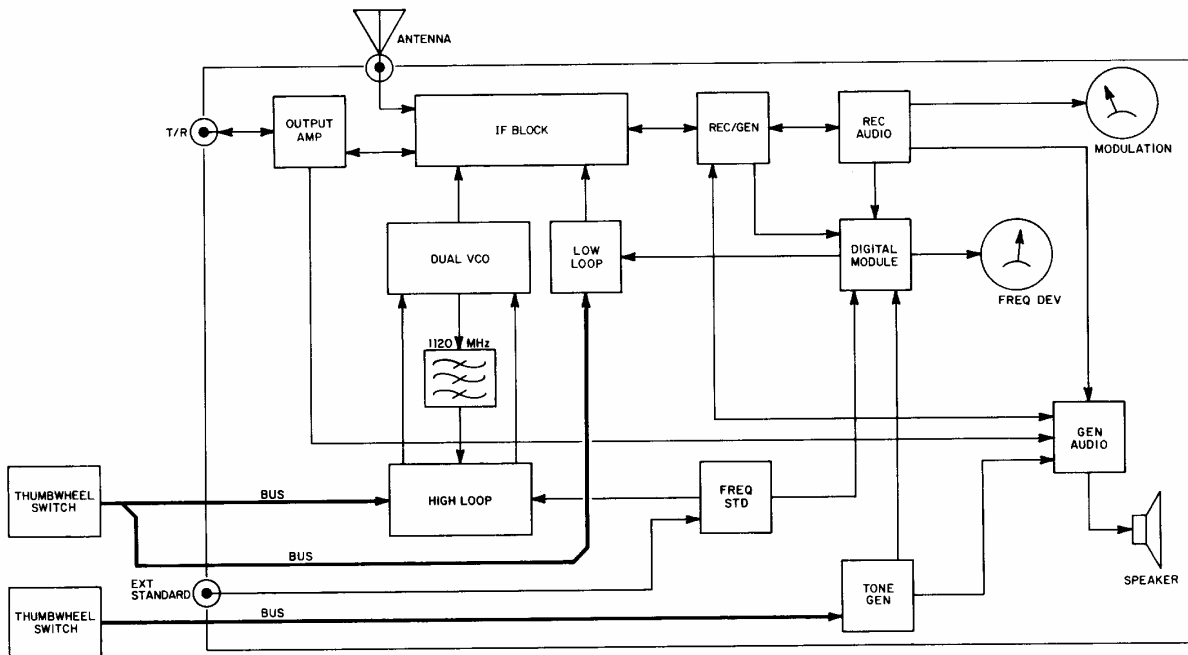 ANTENNA
T/R
OUTPUT
AMP
IF BLOCK
REC/GEN
REC
AUDIO
MODULATION
DUAL VCO
LOW
LOOP
DIGITAL
MODULE
FREQ DEV
1120 MHz
GEN
AUDIO
THUMBWHEEL
SWITCH
BUS
HIGH LOOP
FREQ
STD
BUS
SPEAKER
EXT
STANDARD
TONE
GEN
THUMBWHEEL
SWITCH
BUS